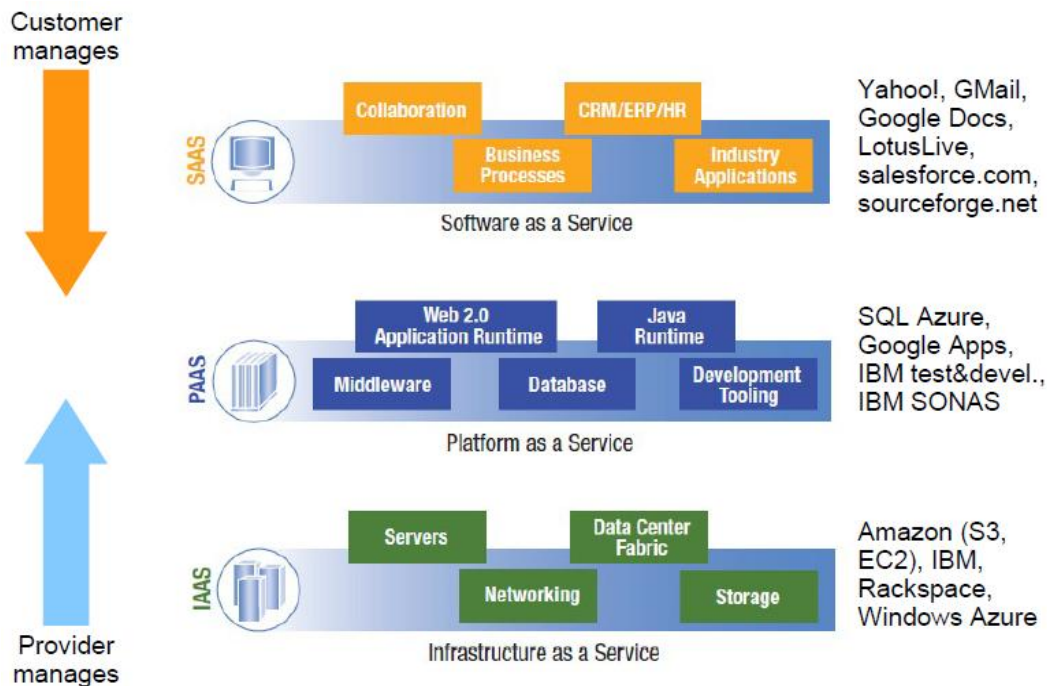 Customer
manages
Collaboration
CRM/ERP/HR
Business
Processes
Industry
Applications
SAAS
Software as a Service
Yahoo!, GMail,
Google Docs,
LotusLive,
salesforce.com,
sourceforge.net
Web 2.0
Application Runtime
Java
Runtime
Middleware
Database
Development
Tooling
PAAS
Platform as a Service
SQL Azure,
Google Apps,
IBM test&devel.,
IBM SONAS
Servers
Data Center
Fabric
Networking
Storage
IAAS
Infrastructure as a Service
Amazon (S3,
EC2), IBM,
Rackspace,
Windows Azure
Provider
manages